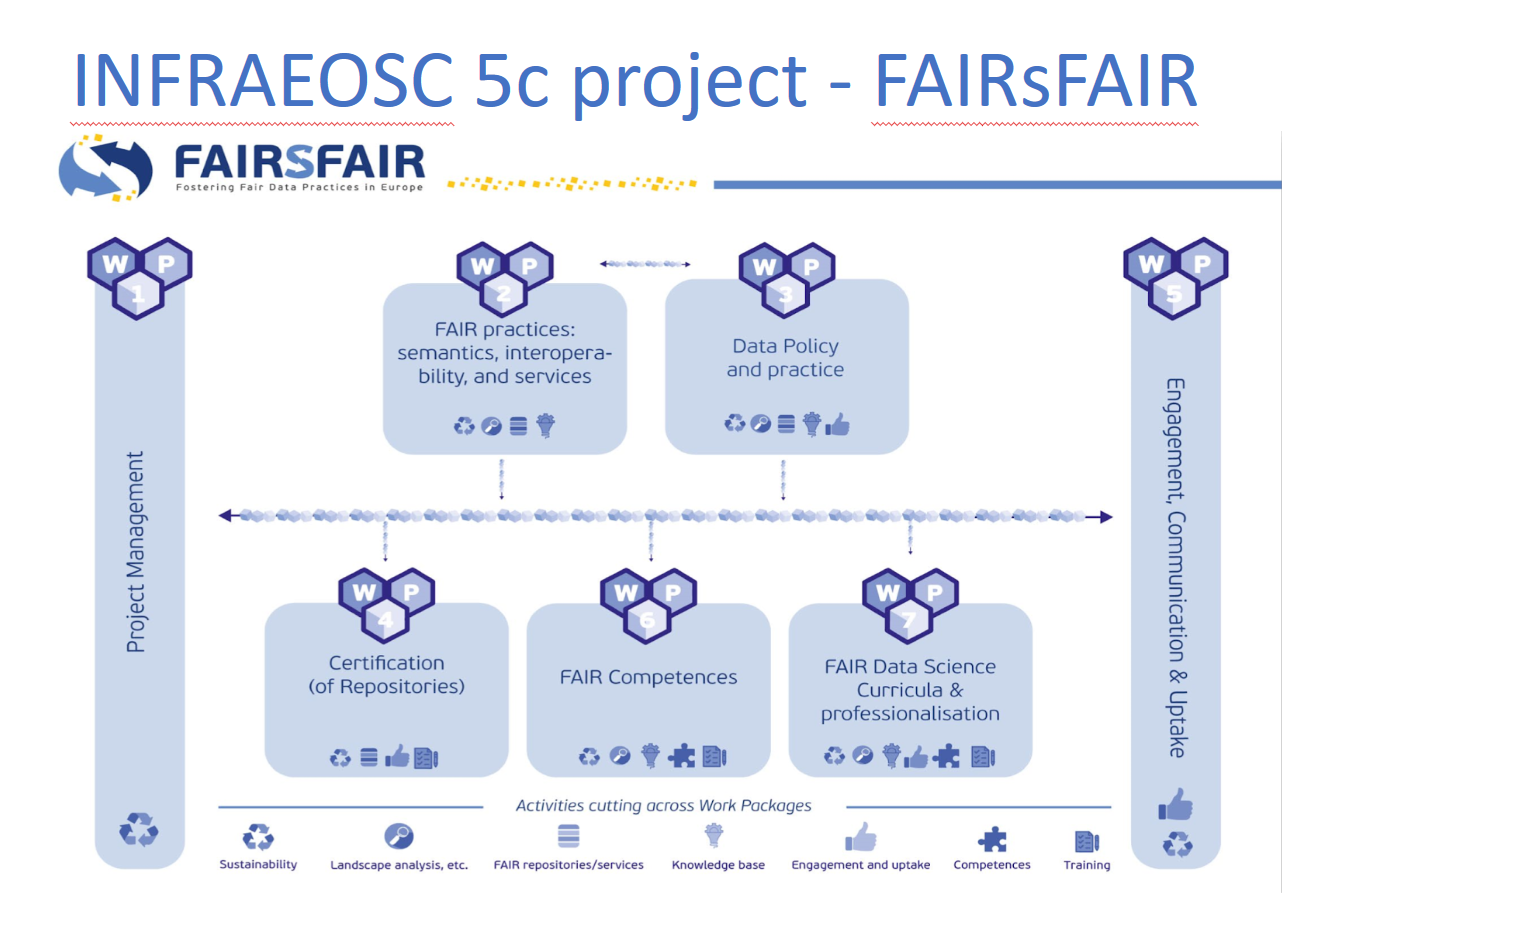 INFRAEOSC 5c project - FAIRsFAIR
FAIRSFAIR
Fostering Fair Data Practices in Europe
W P
1
Project Management
W P
2
FAIR practices:
semantics, interopera-
bility, and services
W P
3
Data Policy
and practice
W P
5
Engagement, Communication & Uptake
W P
4
Certification
(of Repositories)
W P
6
FAIR Competences
W P
7
FAIR Data Science
Curricula &
professionalisation
Activities cutting across Work Packages
Sustainability
Landscape analysis, etc.
FAIR repositories/services
Knowledge base
Engagement and uptake
Competences
Training